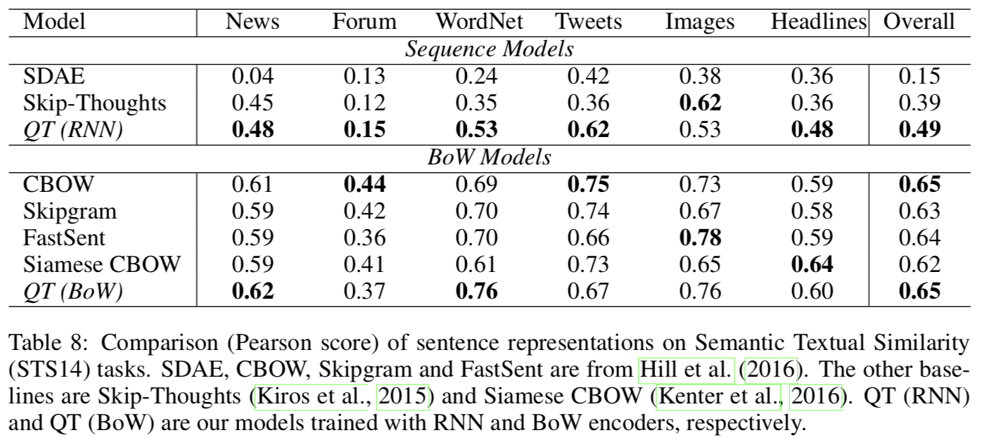 Model News Forum WordNet Tweets Images Headlines Overall
Sequence Models
SDAE 0.04 0.13 0.24 0.42 0.38 0.36 0.15
Skip-Thoughts 0.45 0.12 0.35 0.36 0.62 0.36 0.39
QT (RNN) 0.48 0.15 0.53 0.62 0.53 0.48 0.49
BoW Models
CBOW 0.61 0.44 0.69 0.75 0.73 0.59 0.65
Skipgram 0.59 0.42 0.70 0.74 0.67 0.58 0.63
FastSent 0.59 0.36 0.70 0.66 0.78 0.59 0.64
Siamese CBOW 0.59 0.41 0.61 0.73 0.65 0.64 0.62
QT (BoW) 0.62 0.37 0.76 0.67 0.76 0.60 0.65
Table 8: Comparison (Pearson score) of sentence representations on Semantic Textual Similarity
(STS14) tasks. SDAE, CBOW, Skipgram and FastSent are from Hill et al. (2016). The other base-
lines are Skip-Thoughts (Kiros et al., 2015) and Siamese CBOW (Kenter et al., 2016). QT (RNN)
and QT (BoW) are our models trained with RNN and BoW encoders, respectively.